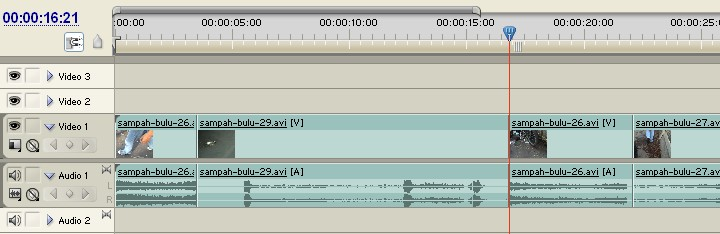 00:00:16:21
:00:00 00:00:05:00 00:00:10:00 00:00:15:00 00:00:20:00 00:00:25:0
Video 3
Video 2
Video 1 sampah-bulu-26.a sampah-bulu-29.avi [V] sampah-bulu-26.avi [V] sampah-bulu-27.a
Audio 1 sampah-bulu-26.a sampah-bulu-29.avi [A] sampah-bulu-26.avi [A] sampah-bulu-27.a
L
R
Audio 2